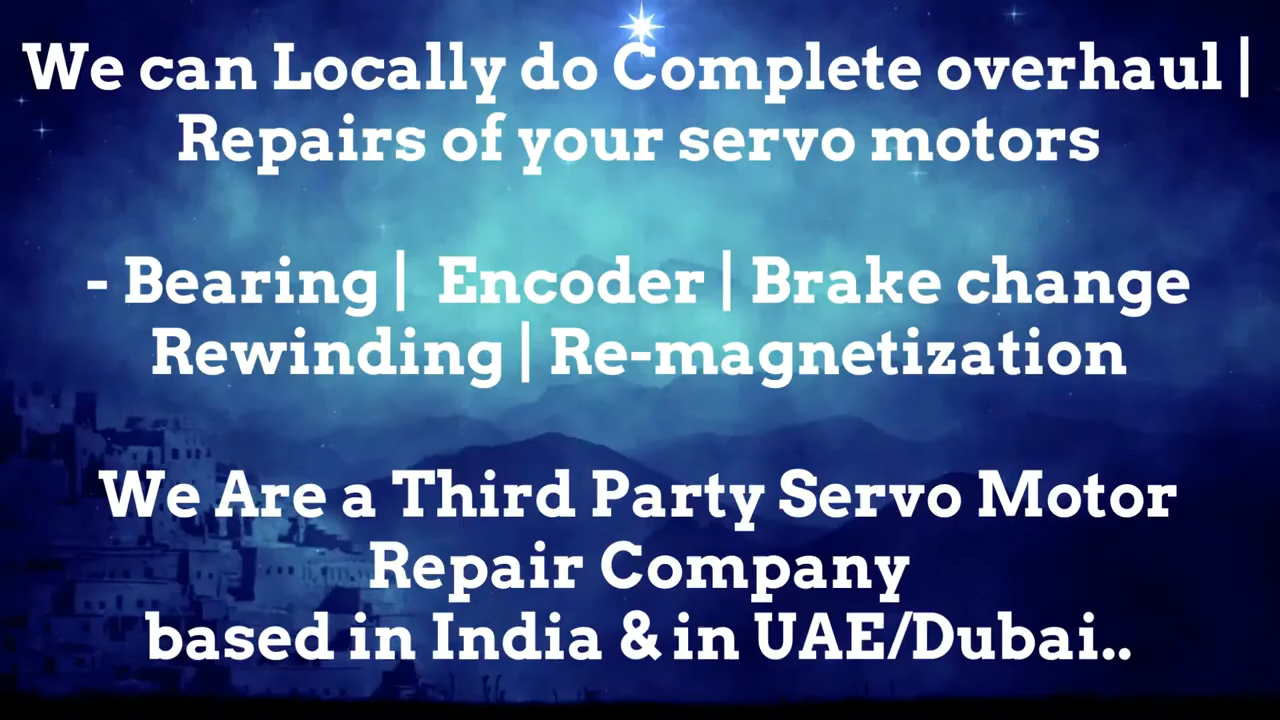 We can Locally do Complete overhaul |
Repairs of your servo motors
- Bearing | Encoder | Brake change
Rewinding | Re-magnetization
We Are a Third Party Servo Motor
Repair Company
based in India & in UAE/Dubai..